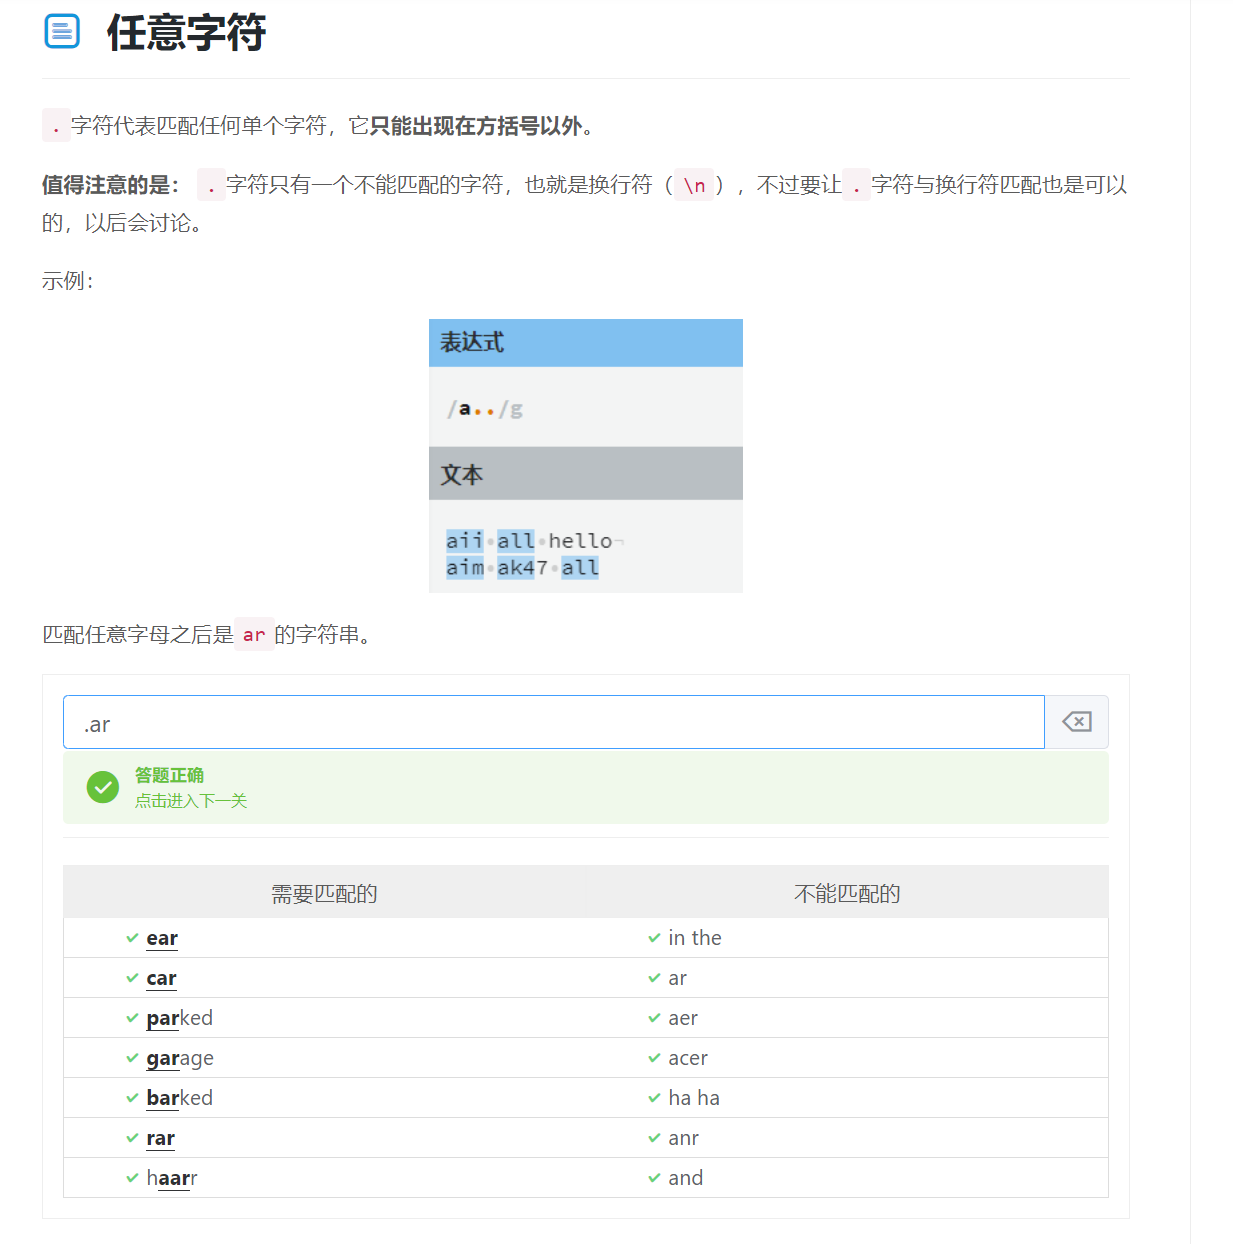 任意字符
.字符代表匹配任何单个字符，它只能出现在方括号以外。
值得注意的是： .字符只有一个不能匹配的字符，也就是换行符（\n），不过要让.字符与换行符匹配也是可以
的，以后会讨论。
示例：
表达式
/a../g
文本
aii·all·hello¬
aim·ak47·all
匹配任意字母之后是ar的字符串。
.ar
答题正确
点击进入下一关
需要匹配的 不能匹配的
ear in the
car ar
parked aer
garage acer
barked ha ha
rar anr
haarr and